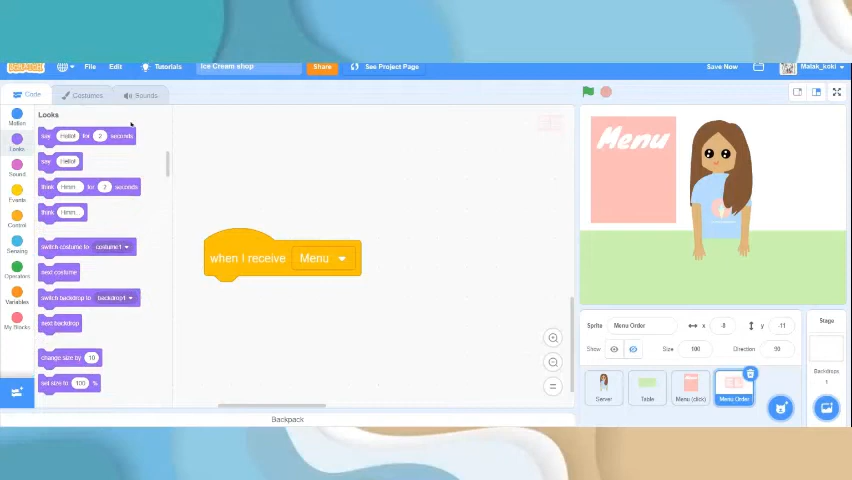 SCRATCH File Edit Tutorials Ice Cream shop Share See Project Page Save Now Malak_koki
Code Costumes Sounds
Motion
Looks
Sound
Events
Control
Sensing
Operators
Variables
My Blocks
Looks
say Hello! for 2 seconds
say Hello!
think Hmm... for 2 seconds
think Hmm...
switch costume to costume1
next costume
switch backdrop to backdrop1
next backdrop
change size by 10
set size to 100 %
when I receive Menu
Backpack
Menu
Sprite Menu Order x -8 y -11
Show Size 100 Direction 90
Server Table Menu (click) Menu Order
Stage
Backdrops
1